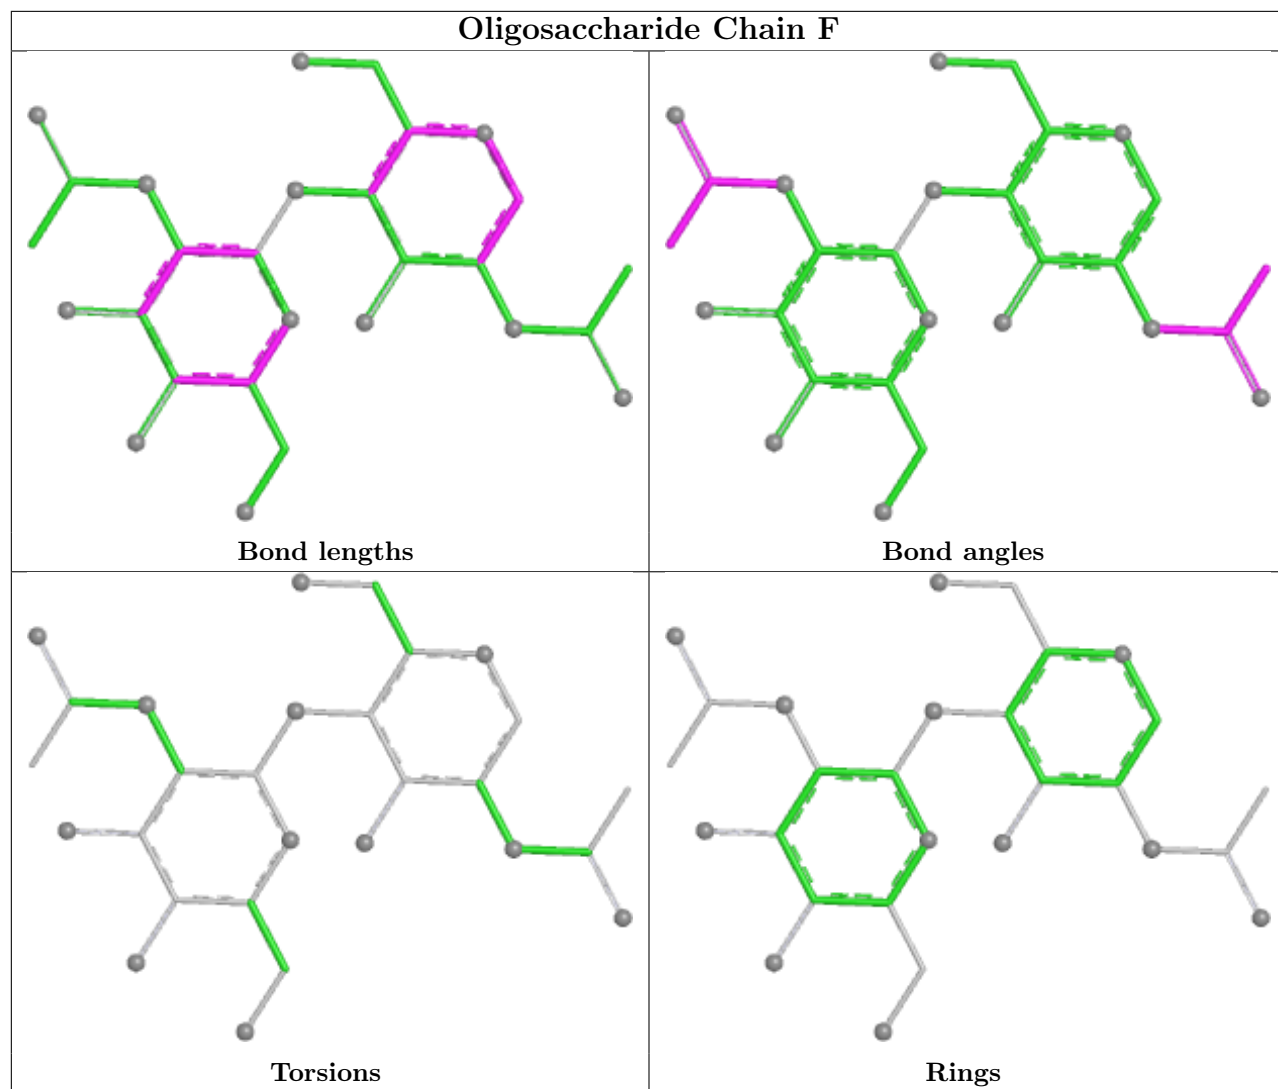 Oligosaccharide Chain F
Bond lengths
Bond angles
Torsions
Rings